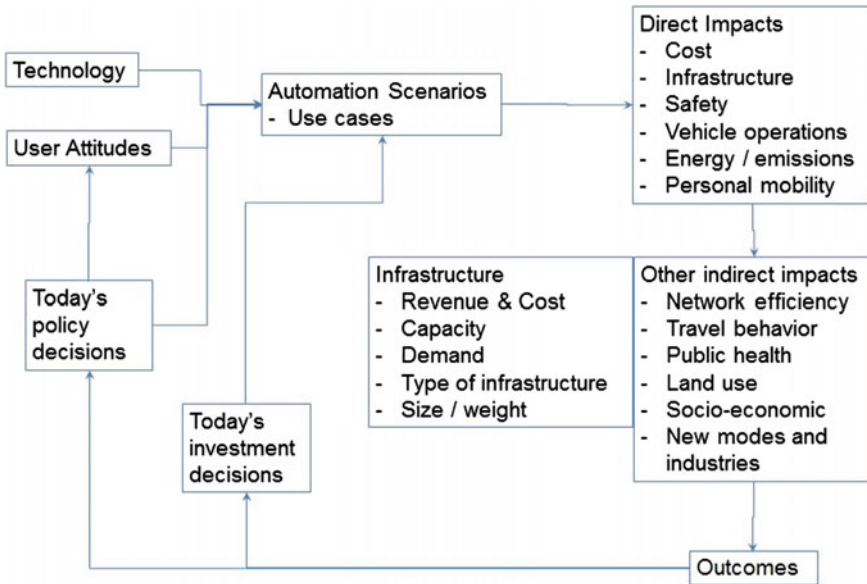 Technology
User Attitudes
Today's
policy
decisions
Today's
investment
decisions
Automation Scenarios
- Use cases
Direct Impacts
- Cost
- Infrastructure
- Safety
- Vehicle operations
- Energy / emissions
- Personal mobility
Infrastructure
- Revenue & Cost
- Capacity
- Demand
- Type of infrastructure
- Size / weight
Other indirect impacts
- Network efficiency
- Travel behavior
- Public health
- Land use
- Socio-economic
- New modes and
industries
Outcomes